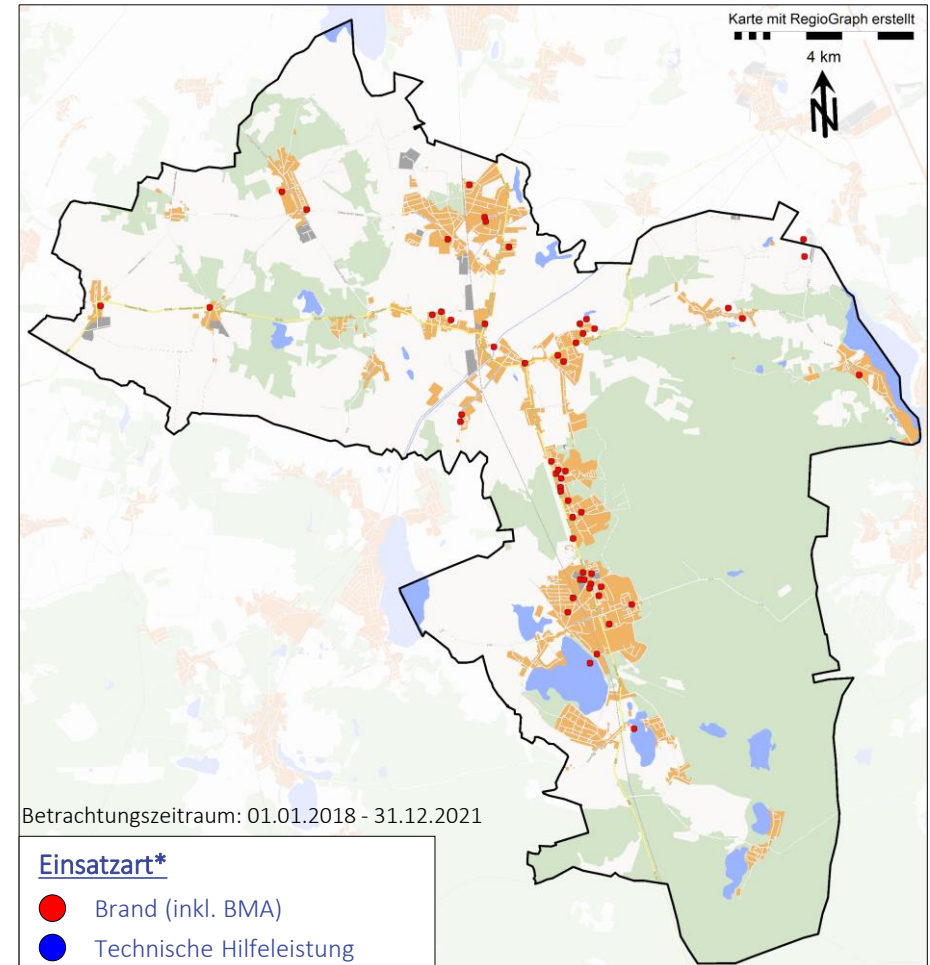 Karte mit RegioGraph erstellt
4 km
N
Betrachtungszeitraum: 01.01.2018 - 31.12.2021
Einsatzart*
Brand (inkl. BMA)
Technische Hilfeleistung